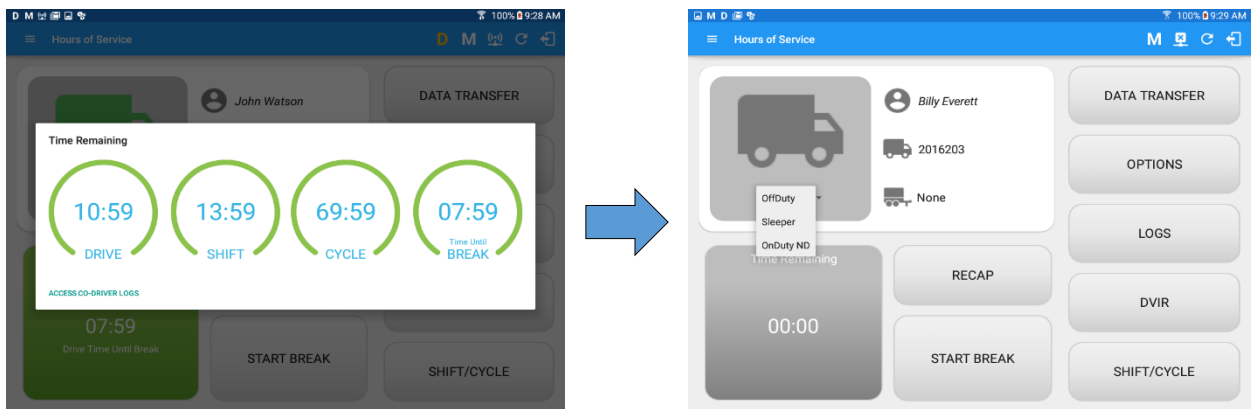 D M
100% 9:28 AM
Hours of Service
D M
John Watson
DATA TRANSFER
Time Remaining
10:59
DRIVE
13:59
SHIFT
69:59
CYCLE
07:59
Time Until
BREAK
ACCESS CO-DRIVER LOGS
07:59
Drive Time Until Break
START BREAK
SHIFT/CYCLE
M D
100% 9:29 AM
Hours of Service
M
Billy Everett
2016203
None
OffDuty
Sleeper
OnDuty ND
Time Remaining
00:00
RECAP
START BREAK
DATA TRANSFER
OPTIONS
LOGS
DVIR
SHIFT/CYCLE